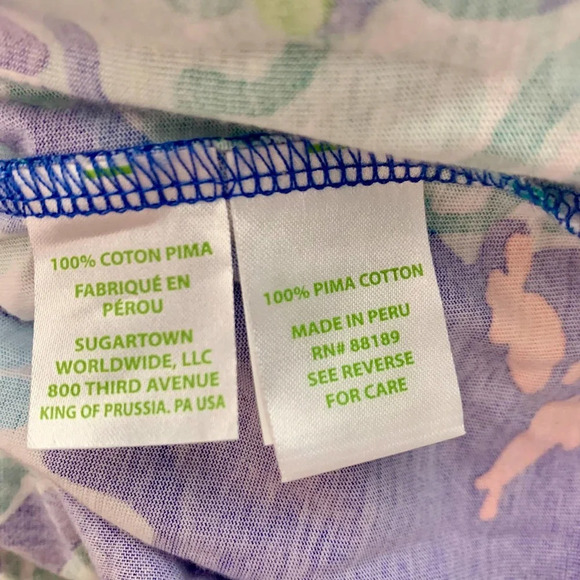 100% COTON PIMA
FABRIQUÉ EN
PÉROU
SUGARTOWN
WORLDWIDE, LLC
800 THIRD AVENUE
KING OF PRUSSIA. PA USA
100% PIMA COTTON
MADE IN PERU
RN# 88189
SEE REVERSE
FOR CARE